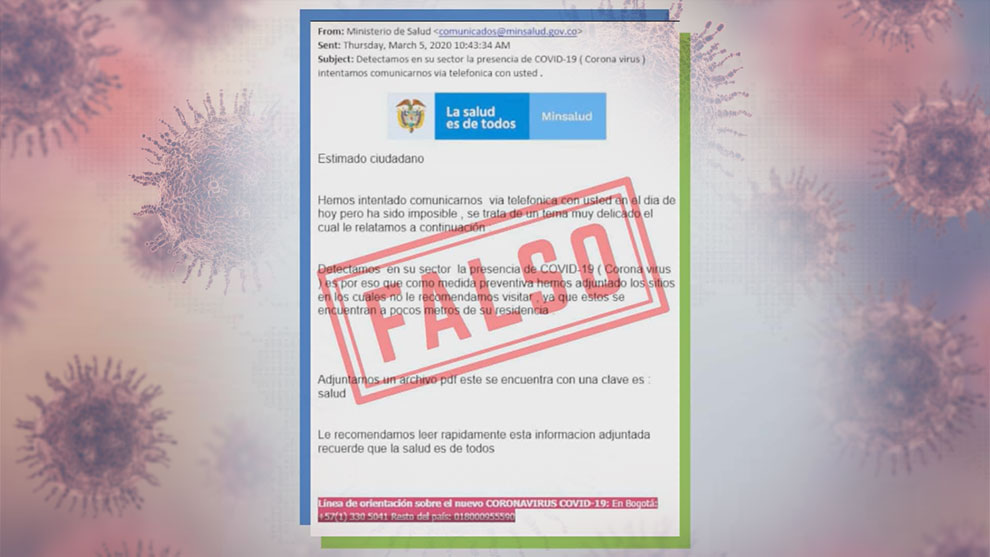 From: Ministerio de Salud <comunicados@minsalud.gov.co>
Sent: Thursday, March 5, 2020 10:43:34 AM
Subject: Detectamos en su sector la presencia de COVID-19 ( Corona virus )
intentamos comunicarnos via telefonica con usted .
La salud
es de todos
Minsalud
Estimado ciudadano
Hemos intentado comunicarnos via telefonica con usted en el dia de
hoy pero ha sido imposible , se trata de un tema muy delicado el
cual le relatamos a continuación
Detectamos en su sector la presencia de COVID-19 ( Corona virus
) es por eso que como medida preventiva hemos adjuntado los sitios
en los cuales no le recomendamos visitar , ya que estos se
encuentran a pocos metros de su residencia
FALSO
Adjuntamos un archivo pdf este se encuentra con una clave es :
salud
Le recomendamos leer rapidamente esta informacion adjuntada
recuerde que la salud es de todos
Línea de orientación sobre el nuevo CORONAVIRUS COVID-19: En Bogotá:
+57(1) 330 5041 Resto del país: 018000955590